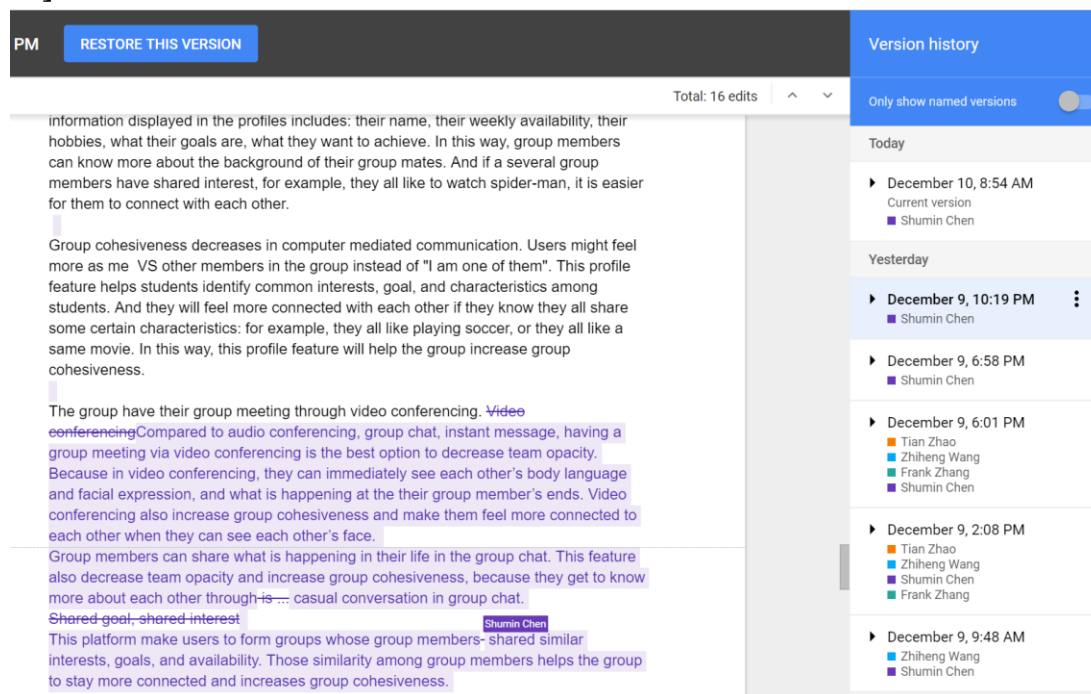 PM RESTORE THIS VERSION
Total: 16 edits
information displayed in the profiles includes: their name, their weekly availability, their
hobbies, what their goals are, what they want to achieve. In this way, group members
can know more about the background of their group mates. And if a several group
members have shared interest, for example, they all like to watch spider-man, it is easier
for them to connect with each other.
Group cohesiveness decreases in computer mediated communication. Users might feel
more as me  VS other members in the group instead of "I am one of them". This profile
feature helps students identify common interests, goal, and characteristics among
students. And they will feel more connected with each other if they know they all share
some certain characteristics: for example, they all like playing soccer, or they all like a
same movie. In this way, this profile feature will help the group increase group
cohesiveness.
The group have their group meeting through video conferencing. Video
conferencingCompared to audio conferencing, group chat, instant message, having a
group meeting via video conferencing is the best option to decrease team opacity.
Because in video conferencing, they can immediately see each other’s body language
and facial expression, and what is happening at the their group member’s ends. Video
conferencing also increase group cohesiveness and make them feel more connected to
each other when they can see each other’s face.
Group members can share what is happening in their life in the group chat. This feature
also decrease team opacity and increase group cohesiveness, because they get to know
more about each other through is ... casual conversation in group chat.
Shared goal, shared interest
Shumin Chen
This platform make users to form groups whose group members- shared similar
interests, goals, and availability. Those similarity among group members helps the group
to stay more connected and increases group cohesiveness.
Version history
Only show named versions
Today
December 10, 8:54 AM
Current version
Shumin Chen
Yesterday
December 9, 10:19 PM
Shumin Chen
December 9, 6:58 PM
Shumin Chen
December 9, 6:01 PM
Tian Zhao
Zhiheng Wang
Frank Zhang
Shumin Chen
December 9, 2:08 PM
Tian Zhao
Zhiheng Wang
Shumin Chen
Frank Zhang
December 9, 9:48 AM
Zhiheng Wang
Shumin Chen